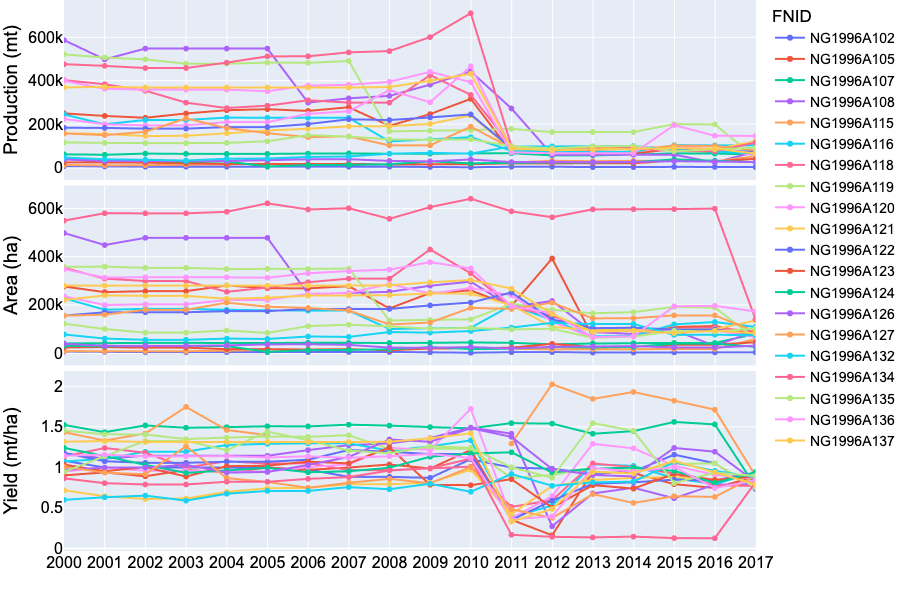 FNID
NG1996A102
NG1996A105
NG1996A107
NG1996A108
NG1996A115
NG1996A116
NG1996A118
NG1996A119
NG1996A120
NG1996A121
NG1996A122
NG1996A123
NG1996A124
NG1996A126
NG1996A127
NG1996A132
NG1996A134
NG1996A135
NG1996A136
NG1996A137
Production (mt)
600k
400k
200k
0
Area (ha)
600k
400k
200k
0
Yield (mt/ha)
2
1.5
1
0.5
0
2000 2001 2002 2003 2004 2005 2006 2007 2008 2009 2010 2011 2012 2013 2014 2015 2016 2017